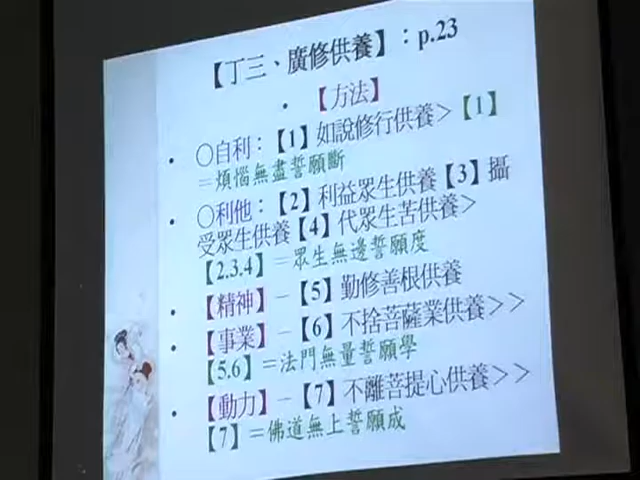 【丁三、廣修供養】：p.23
• 【方法】
• 〇自利：【1】如說修行供養>【1】
＝煩惱無盡誓願斷
• 〇利他：【2】利益眾生供養【3】攝
受眾生供養【4】代眾生苦供養>
【2.3.4】＝眾生無邊誓願度
• 【精神】－【5】勤修善根供養
• 【事業】－【6】不捨菩薩業供養>>
【5.6】＝法門無量誓願學
• 【動力】－【7】不離菩提心供養>>
【7】＝佛道無上誓願成